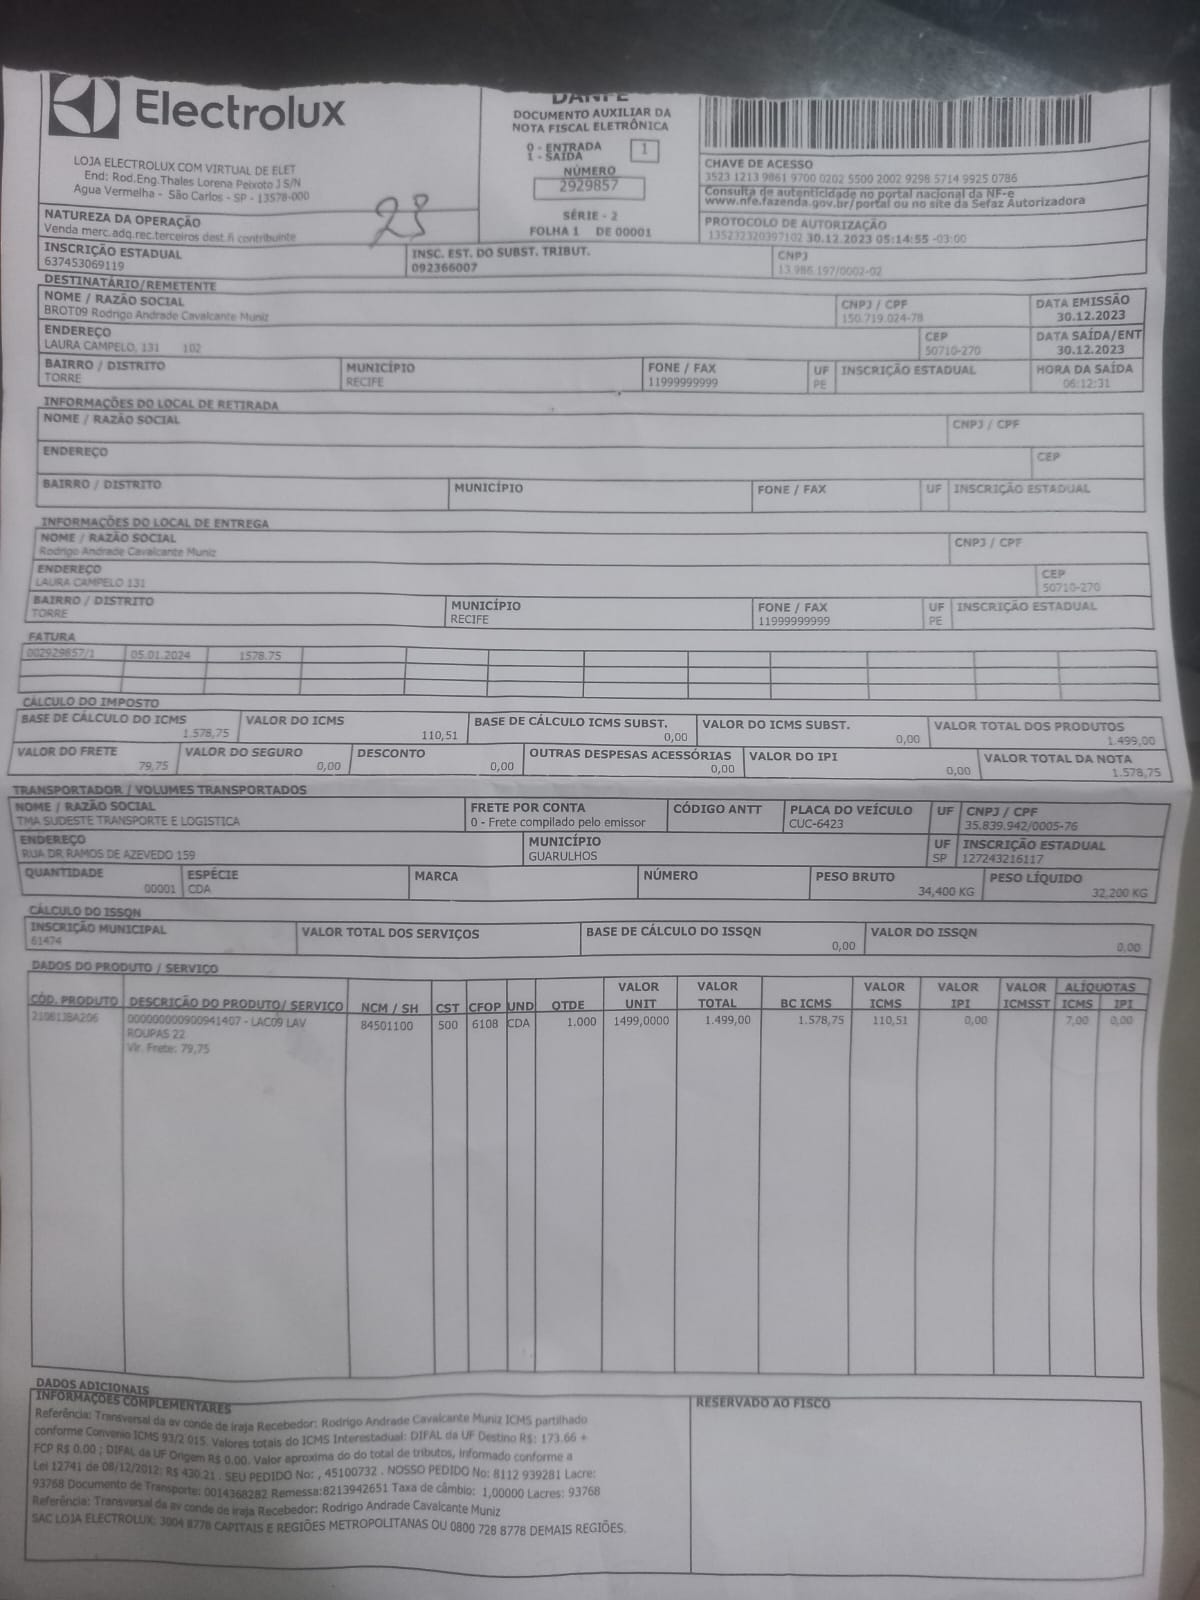 Electrolux
LOJA ELECTROLUX COM VIRTUAL DE ELET
End: Rod.Eng.Thales Lorena Peixoto J S/N
Agua Vermelha - São Carlos - SP - 13578-000
DANFE
DOCUMENTO AUXILIAR DA
NOTA FISCAL ELETRÔNICA
0 - ENTRADA
1 - SAÍDA
1
NÚMERO
2929857
SÉRIE - 2
FOLHA 1 DE 00001
CHAVE DE ACESSO
3523 1213 9861 9700 0202 5500 2002 9298 5714 9925 0786
Consulta de autenticidade no portal nacional da NF-e
www.nfe.fazenda.gov.br/portal ou no site da Sefaz Autorizadora
NATUREZA DA OPERAÇÃO
Venda merc.adq.rec.terceiros dest.fi contribuinte
PROTOCOLO DE AUTORIZAÇÃO
135232320397102 30.12.2023 05:14:55 -03:00
INSCRIÇÃO ESTADUAL
637453069119
INSC. EST. DO SUBST. TRIBUT.
092366007
CNPJ
13.986.197/0002-02
DESTINATÁRIO/REMETENTE
NOME / RAZÃO SOCIAL
BROT09 Rodrigo Andrade Cavalcante Muniz
CNPJ / CPF
150.719.024-78
DATA EMISSÃO
30.12.2023
ENDEREÇO
LAURA CAMPELO, 131 102
CEP
50710-270
DATA SAÍDA/ENT
30.12.2023
BAIRRO / DISTRITO
TORRE
MUNICÍPIO
RECIFE
FONE / FAX
11999999999
UF
PE
INSCRIÇÃO ESTADUAL
HORA DA SAÍDA
06:12:31
INFORMAÇÕES DO LOCAL DE RETIRADA
NOME / RAZÃO SOCIAL
CNPJ / CPF
ENDEREÇO
CEP
BAIRRO / DISTRITO
MUNICÍPIO
FONE / FAX
UF
INSCRIÇÃO ESTADUAL
INFORMAÇÕES DO LOCAL DE ENTREGA
NOME / RAZÃO SOCIAL
Rodrigo Andrade Cavalcante Muniz
CNPJ / CPF
ENDEREÇO
LAURA CAMPELO 131
CEP
50710-270
BAIRRO / DISTRITO
TORRE
MUNICÍPIO
RECIFE
FONE / FAX
11999999999
UF
PE
INSCRIÇÃO ESTADUAL
FATURA
002929857/1 05.01.2024 1578.75
CÁLCULO DO IMPOSTO
BASE DE CÁLCULO DO ICMS
1.578,75
VALOR DO ICMS
110,51
BASE DE CÁLCULO ICMS SUBST.
0,00
VALOR DO ICMS SUBST.
0,00
VALOR TOTAL DOS PRODUTOS
1.499,00
VALOR DO FRETE
79,75
VALOR DO SEGURO
0,00
DESCONTO
0,00
OUTRAS DESPESAS ACESSÓRIAS
0,00
VALOR DO IPI
0,00
VALOR TOTAL DA NOTA
1.578,75
TRANSPORTADOR / VOLUMES TRANSPORTADOS
NOME / RAZÃO SOCIAL
TMA SUDESTE TRANSPORTE E LOGISTICA
FRETE POR CONTA
0 - Frete compilado pelo emissor
CÓDIGO ANTT
PLACA DO VEÍCULO
CUC-6423
UF
CNPJ / CPF
35.839.942/0005-76
ENDEREÇO
RUA DR RAMOS DE AZEVEDO 159
MUNICÍPIO
GUARULHOS
UF
SP
INSCRIÇÃO ESTADUAL
127243216117
QUANTIDADE
00001
ESPÉCIE
CDA
MARCA
NÚMERO
PESO BRUTO
34,400 KG
PESO LÍQUIDO
32,200 KG
CÁLCULO DO ISSQN
INSCRIÇÃO MUNICIPAL
61474
VALOR TOTAL DOS SERVIÇOS
BASE DE CÁLCULO DO ISSQN
0,00
VALOR DO ISSQN
0,00
DADOS DO PRODUTO / SERVIÇO
CÓD. PRODUTO DESCRIÇÃO DO PRODUTO/ SERVIÇO NCM / SH CST CFOP UND QTDE VALOR UNIT VALOR TOTAL BC ICMS VALOR ICMS VALOR IPI VALOR ICMSST ALÍQUOTAS ICMS IPI
21081JBA206 000000000900941407 - LAC09 LAV 84501100 500 6108 CDA 1.000 1499,0000 1.499,00 1.578,75 110,51 0,00 7,00 0,00
ROUPAS 22
Vlr. Frete: 79,75
DADOS ADICIONAIS
INFORMAÇÕES COMPLEMENTARES
RESERVADO AO FISCO
Referência: Transversal da av conde de iraja Recebedor: Rodrigo Andrade Cavalcante Muniz ICMS partilhado
conforme Convenio ICMS 93/2 015. Valores totais do ICMS Interestadual: DIFAL da UF Destino R$: 173.66 +
FCP R$ 0.00 ; DIFAL da UF Origem R$ 0.00. Valor aproxima do do total de tributos, informado conforme a
Lei 12741 de 08/12/2012: R$ 430.21 . SEU PEDIDO No: , 45100732 . NOSSO PEDIDO No: 8112 939281 Lacre:
93768 Documento de Transporte: 0014368282 Remessa:8213942651 Taxa de câmbio: 1,00000 Lacres: 93768
Referência: Transversal da av conde de iraja Recebedor: Rodrigo Andrade Cavalcante Muniz
SAC LOJA ELECTROLUX: 3004 8778 CAPITAIS E REGIÕES METROPOLITANAS OU 0800 728 8778 DEMAIS REGIÕES.